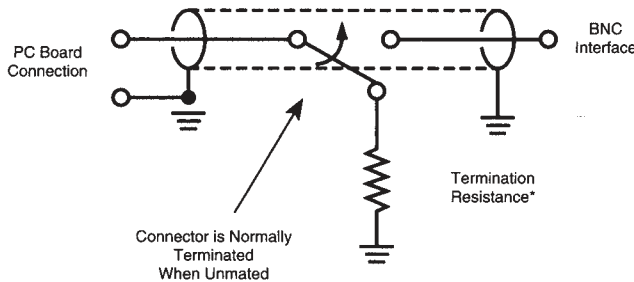 PC Board
Connection
BNC
Interface
Termination
Resistance*
Connector is Normally
Terminated
When Unmated